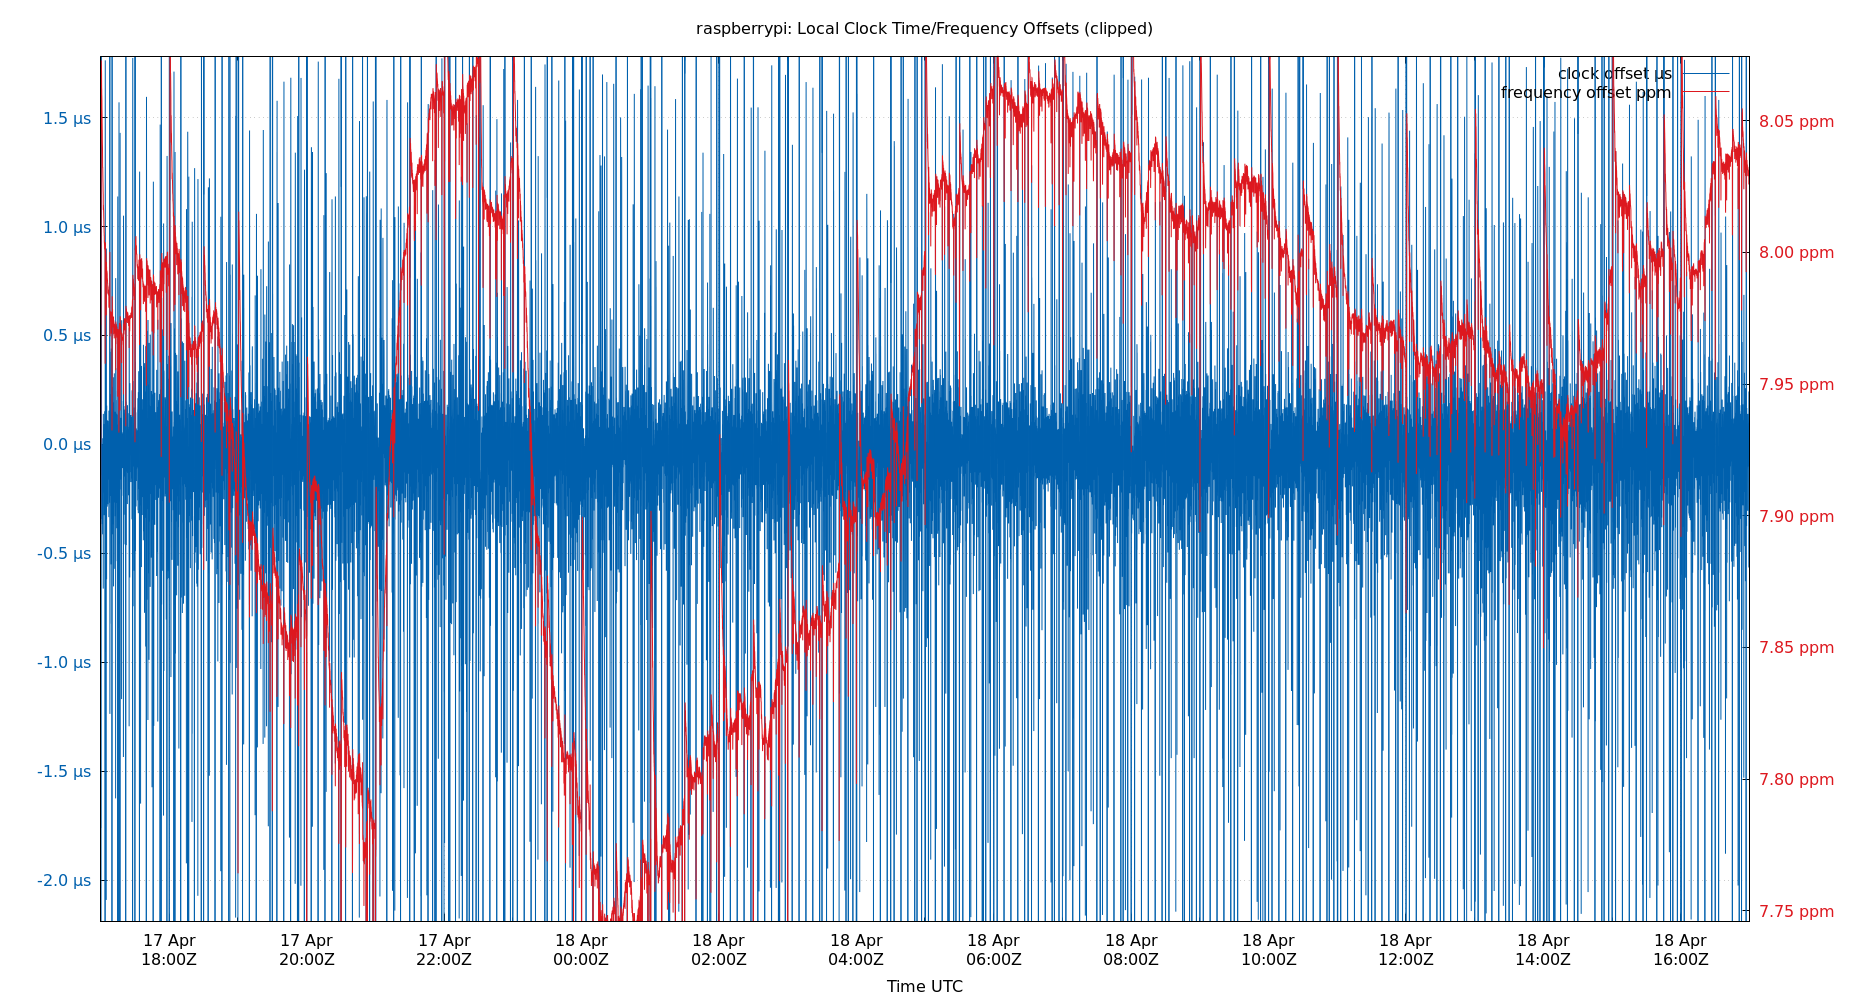 raspberrypi: Local Clock Time/Frequency Offsets (clipped)
clock offset µs
frequency offset ppm
1.5 µs
1.0 µs
0.5 µs
0.0 µs
-0.5 µs
-1.0 µs
-1.5 µs
-2.0 µs
8.05 ppm
8.00 ppm
7.95 ppm
7.90 ppm
7.85 ppm
7.80 ppm
7.75 ppm
17 Apr 17 Apr 17 Apr 18 Apr 18 Apr 18 Apr 18 Apr 18 Apr 18 Apr 18 Apr 18 Apr 18 Apr
18:00Z 20:00Z 22:00Z 00:00Z 02:00Z 04:00Z 06:00Z 08:00Z 10:00Z 12:00Z 14:00Z 16:00Z
Time UTC